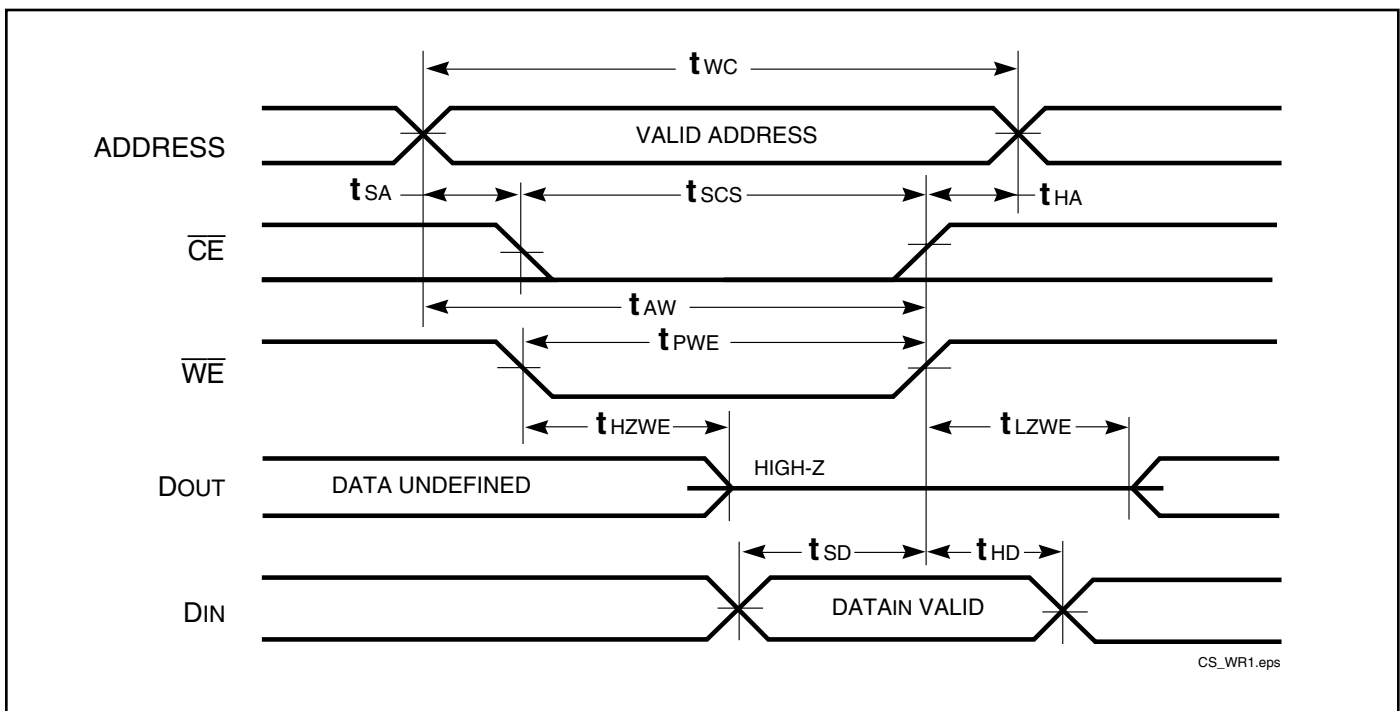 tWC
ADDRESS
VALID ADDRESS
tSA
tSCS
tHA
CE
tAW
tPWE
WE
tHZWE
tLZWE
DOUT
DATA UNDEFINED
HIGH-Z
tSD
tHD
DIN
DATAIN VALID
CS_WR1.eps